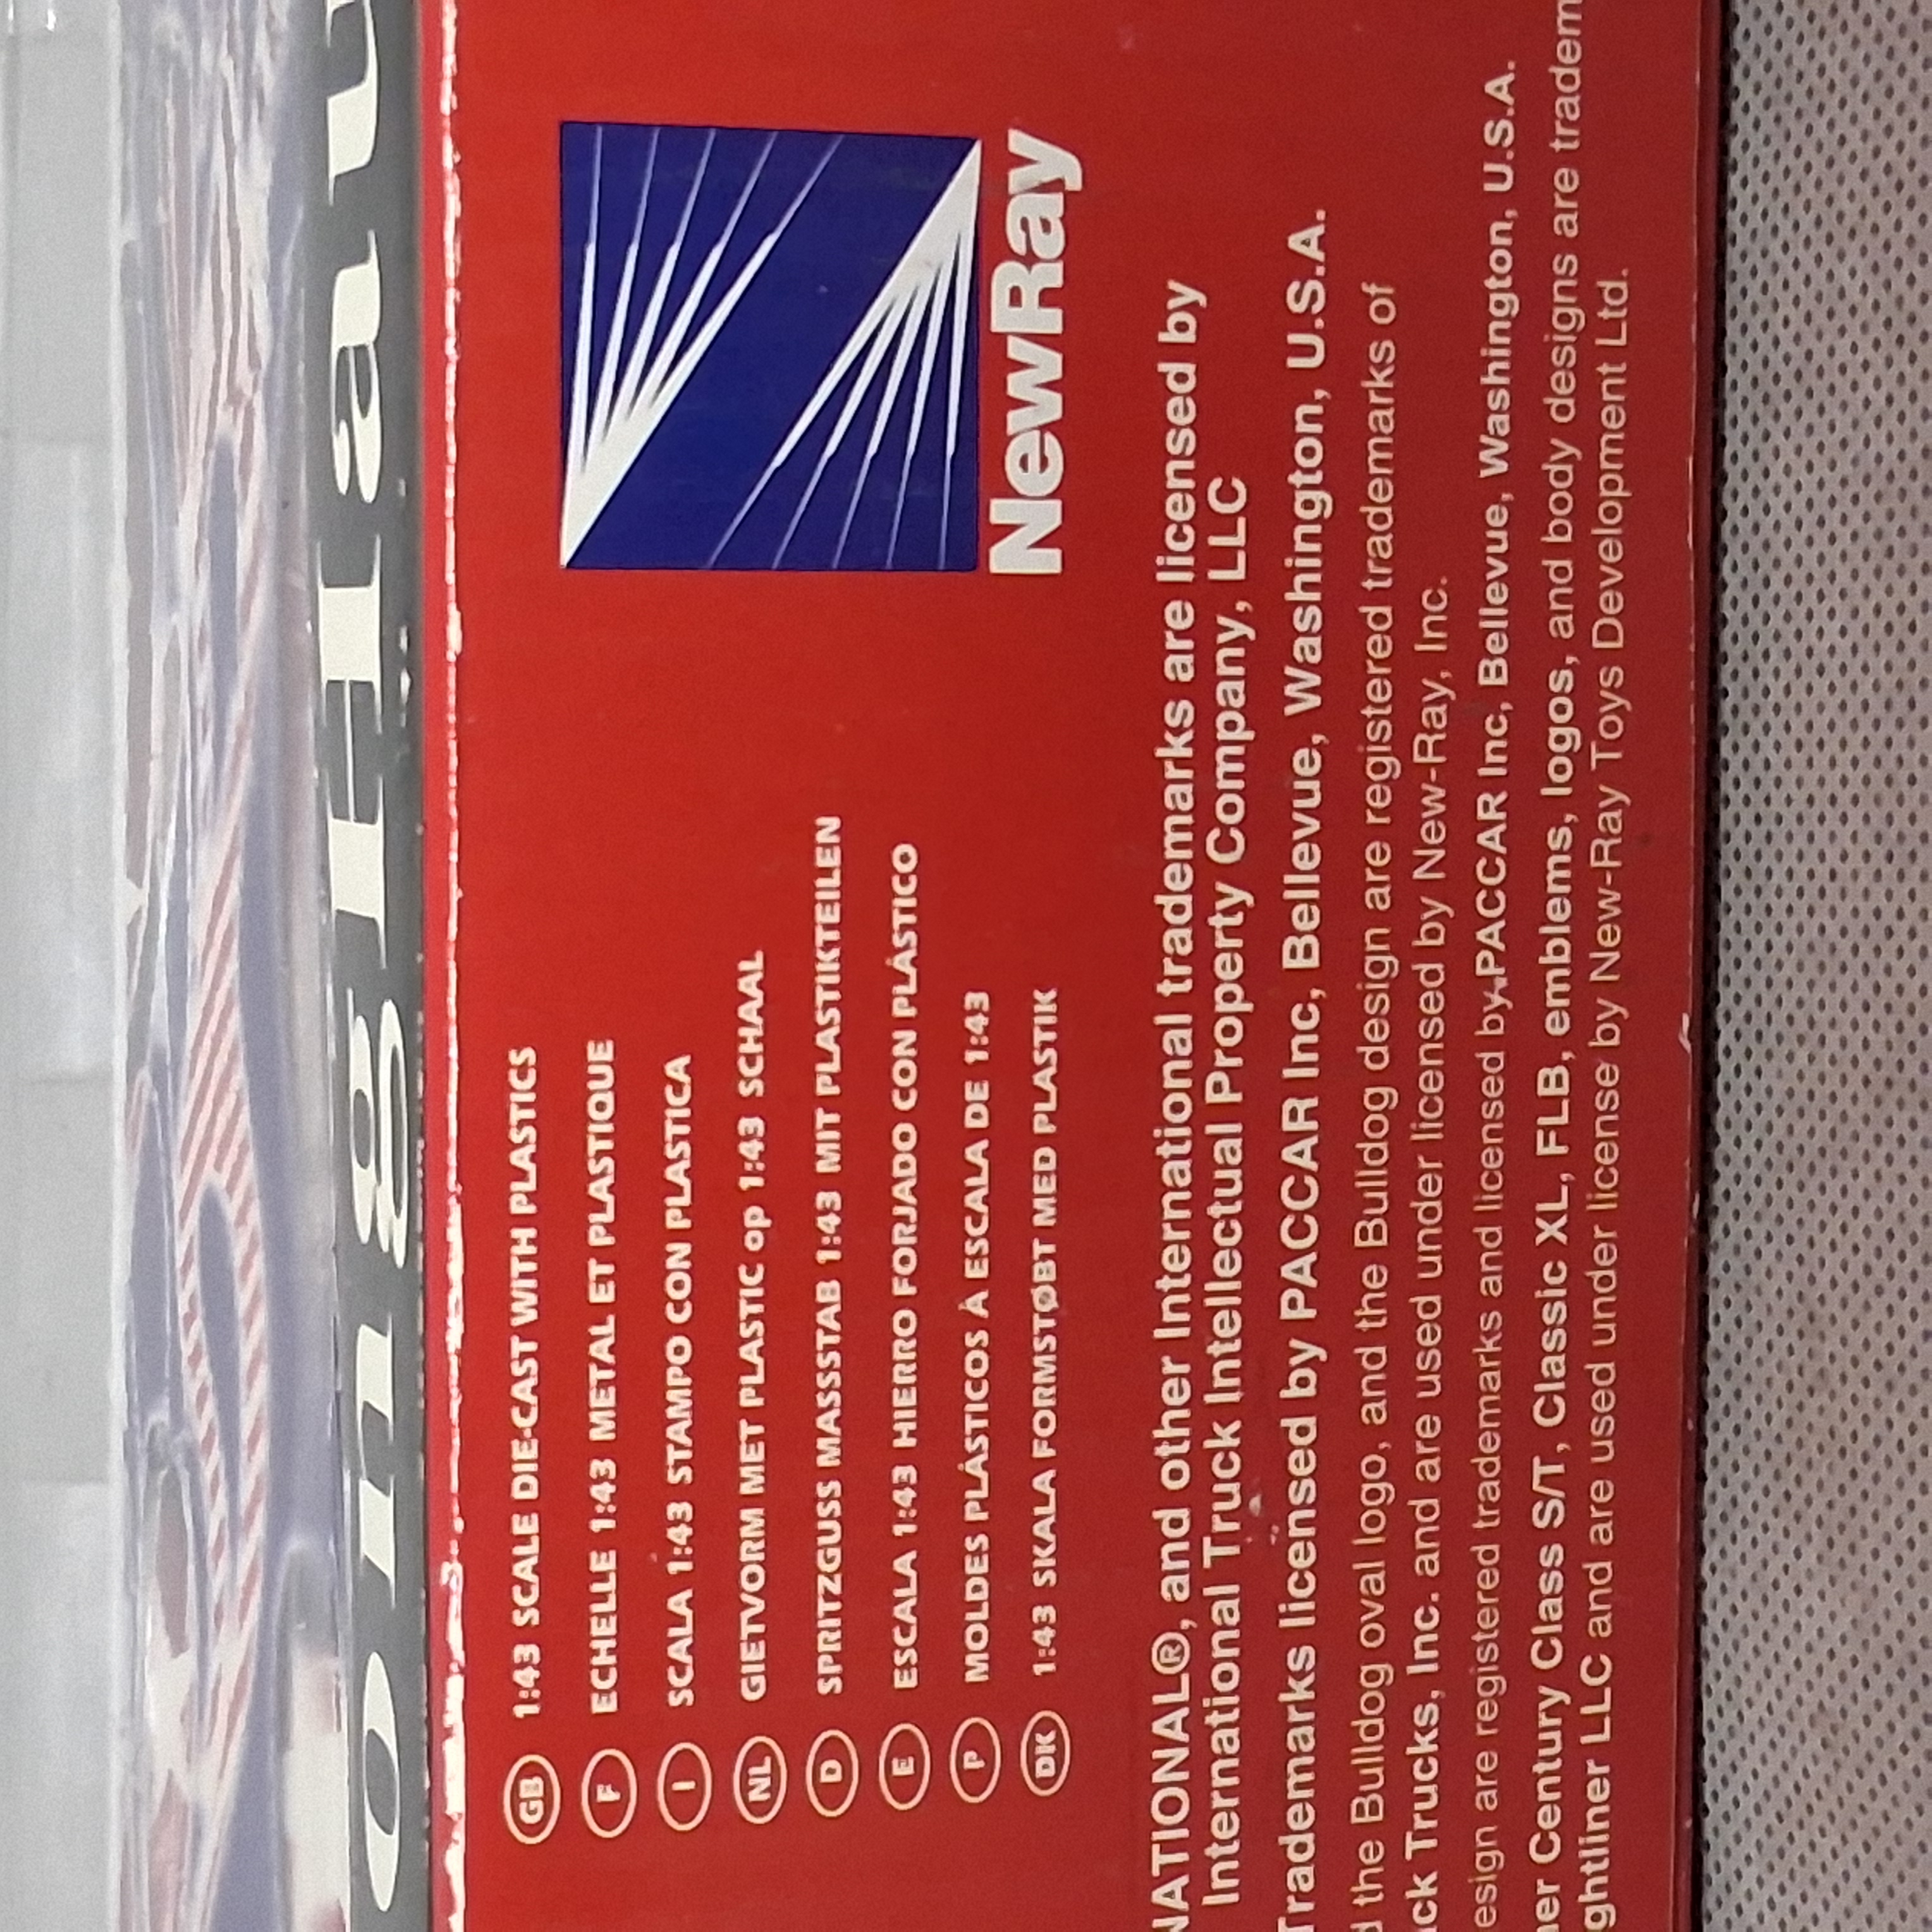 ong Hau
NewRay
GB 1:43 SCALE DIE-CAST WITH PLASTICS
F ECHELLE 1:43 METAL ET PLASTIQUE
I SCALA 1:43 STAMPO CON PLASTICA
NL GIETVORM MET PLASTIC op 1:43 SCHAAL
D SPRITZGUSS MASSSTAB 1:43 MIT PLASTIKTEILEN
E ESCALA 1:43 HIERRO FORJADO CON PLÁSTICO
P MOLDES PLÁSTICOS À ESCALA DE 1:43
DK 1:43 SKALA FORMSTØBT MED PLASTIK
NATIONAL®, and other International trademarks are licensed by
International Truck Intellectual Property Company, LLC
Trademarks licensed by PACCAR Inc, Bellevue, Washington, U.S.A.
d the Bulldog oval logo, and the Bulldog design are registered trademarks of
ck Trucks, Inc. and are used under licensed by New-Ray, Inc.
esign are registered trademarks and licensed by PACCAR Inc, Bellevue, Washington, U.S.A.
er Century Class S/T, Classic XL, FLB, emblems, logos, and body designs are tradem
ghtliner LLC and are used under license by New-Ray Toys Development Ltd.